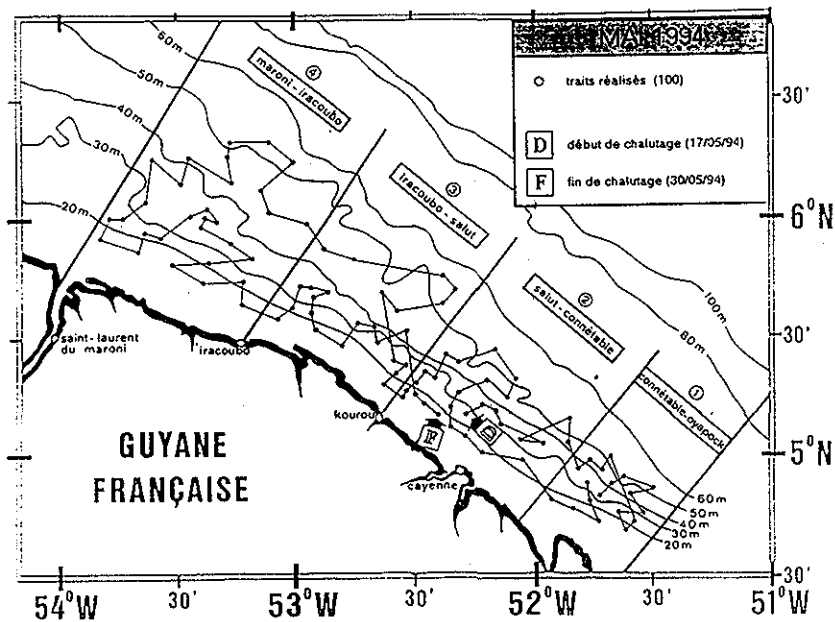 MAI 1994
traits réalisés (100)
D début de chalutage (17/05/94)
F fin de chalutage (30/05/94)
④
maroni - iracoubo
③
iracoubo - salut
②
salut - connétable
①
connétable - oyapock
60m
50m
40m
30m
20m
100m
80m
60m
50m
40m
30m
20m
30'
6°N
30'
5°N
30'
saint-laurent
du maroni
iracoubo
kourou
cayenne
F
D
GUYANE
FRANÇAISE
54°W
30'
53°W
30'
52°W
30'
51°W